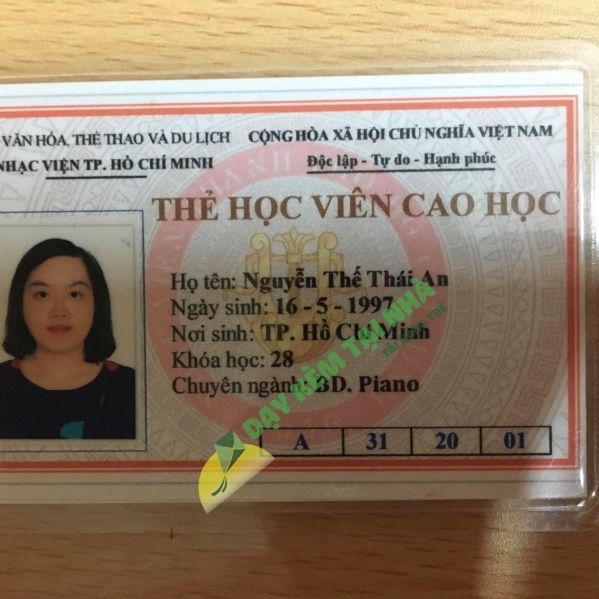 VĂN HÓA, THỂ THAO VÀ DU LỊCH
CỘNG HÒA XÃ HỘI CHỦ NGHĨA VIỆT NAM
NHẠC VIỆN TP. HỒ CHÍ MINH
Độc lập - Tự do - Hạnh phúc
THẺ HỌC VIÊN CAO HỌC
Họ tên: Nguyễn Thế Thái An
Ngày sinh: 16 - 5 - 1997
Nơi sinh: TP. Hồ Chí Minh
Khóa học: 28
Chuyên ngành: BD. Piano
A 31 20 01
DẠY KÈM TẠI NHÀ